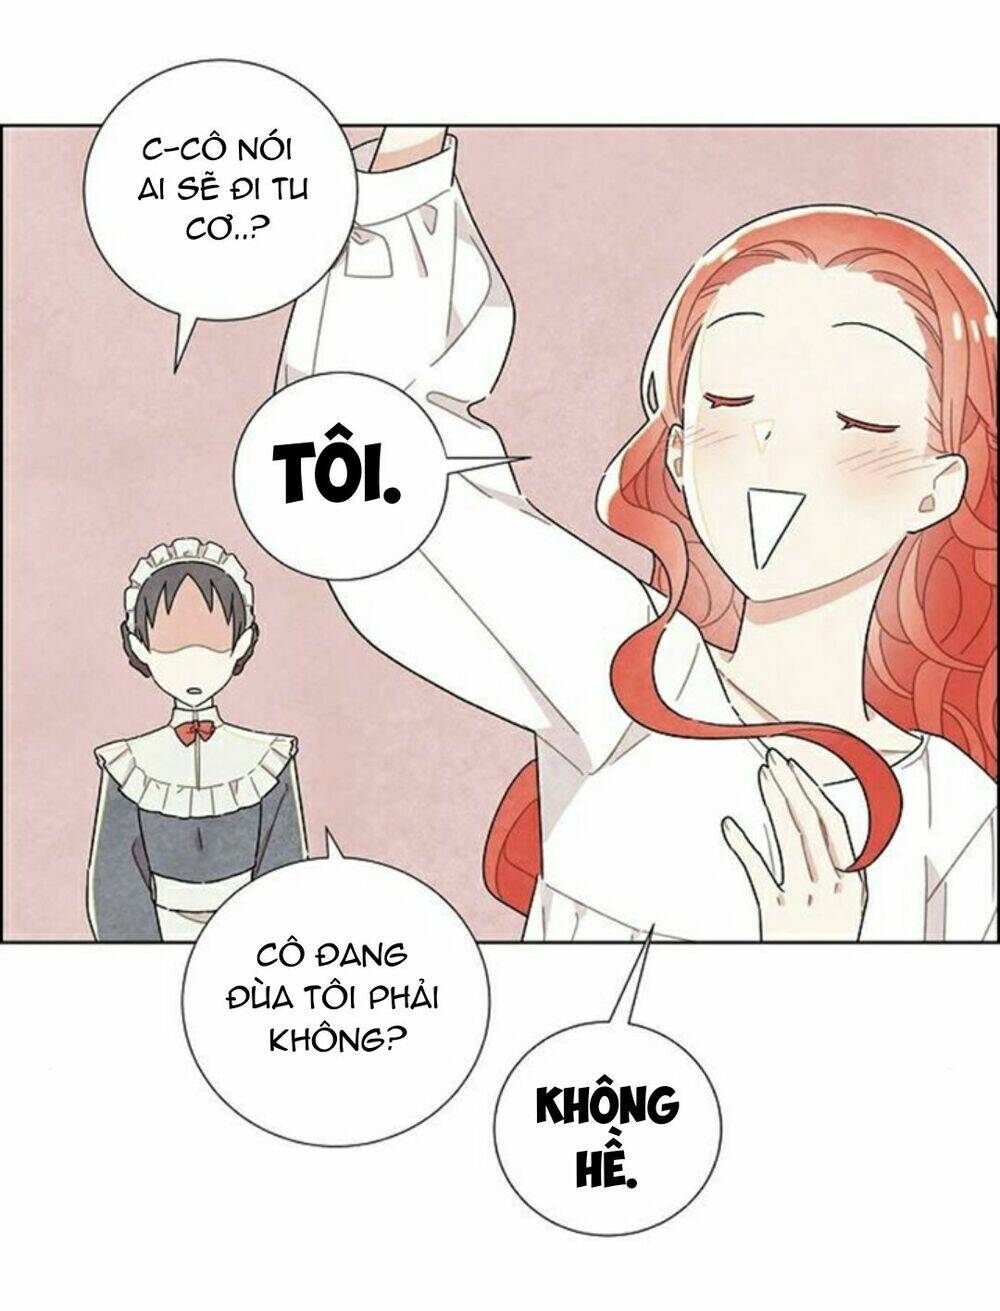 C-CÔ NÓI
AI SẼ ĐI TU
CƠ..?
TÔI.
CÔ ĐANG
ĐÙA TÔI PHẢI
KHÔNG?
KHÔNG
HỀ.